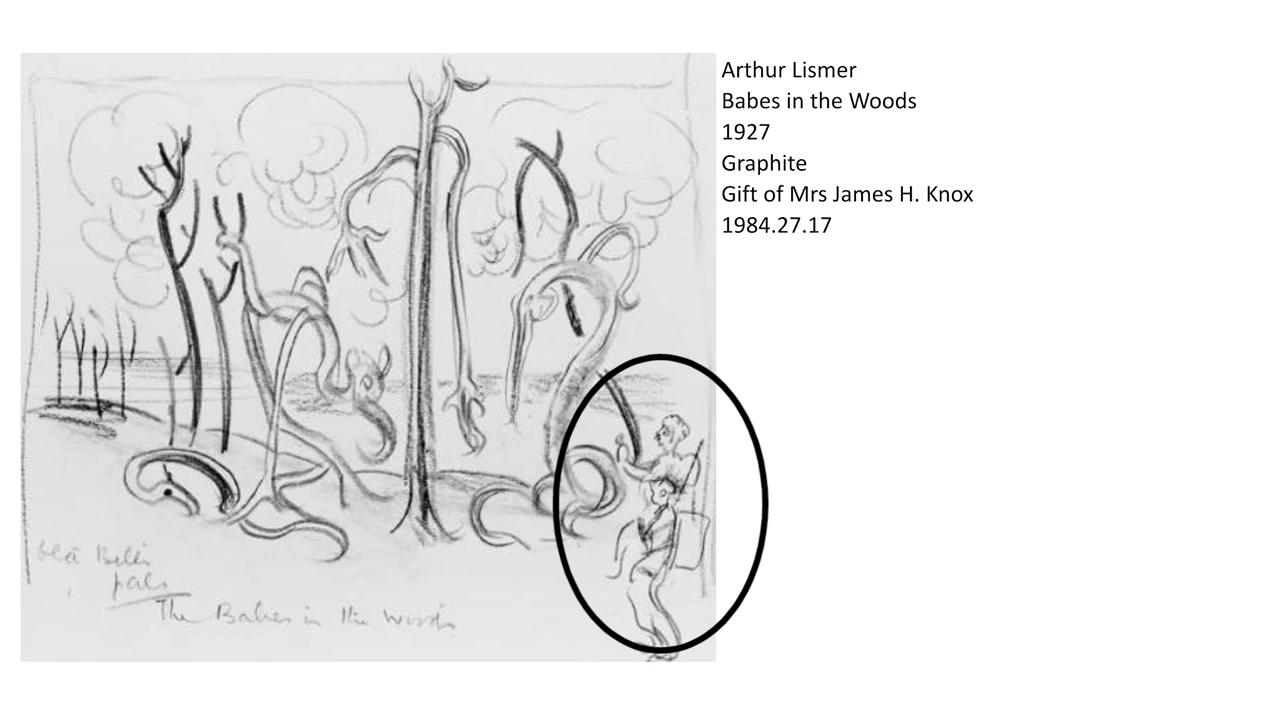 Arthur Lismer
Babes in the Woods
1927
Graphite
Gift of Mrs James H. Knox
1984.27.17
pals
The Babes in the Woods